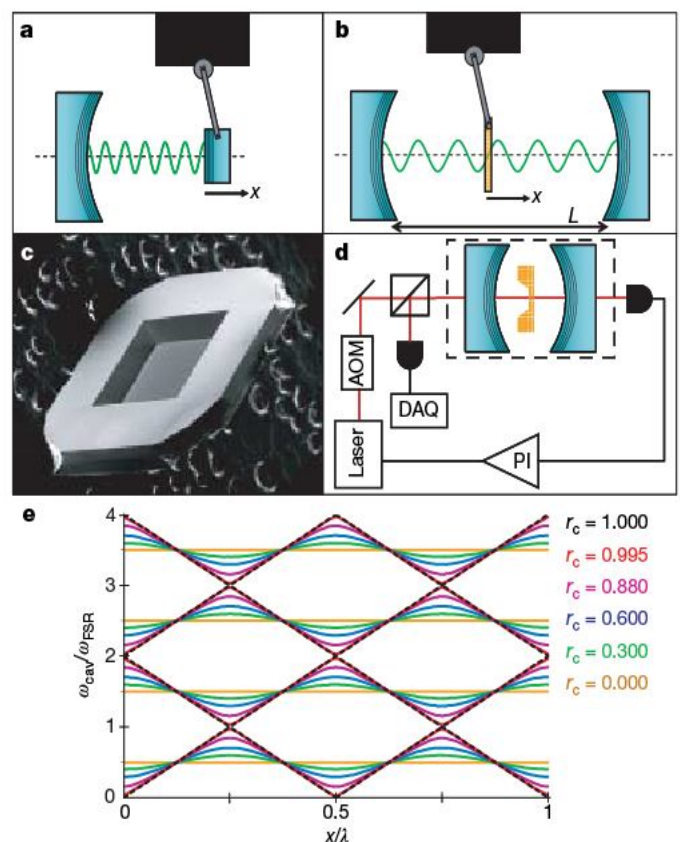 a
x
b
x
L
c
d
AOM
DAQ
Laser
PI
e
ω_cav/ω_FSR
4
3
2
1
0
0
0.5
1
x/λ
r_c = 1.000
r_c = 0.995
r_c = 0.880
r_c = 0.600
r_c = 0.300
r_c = 0.000